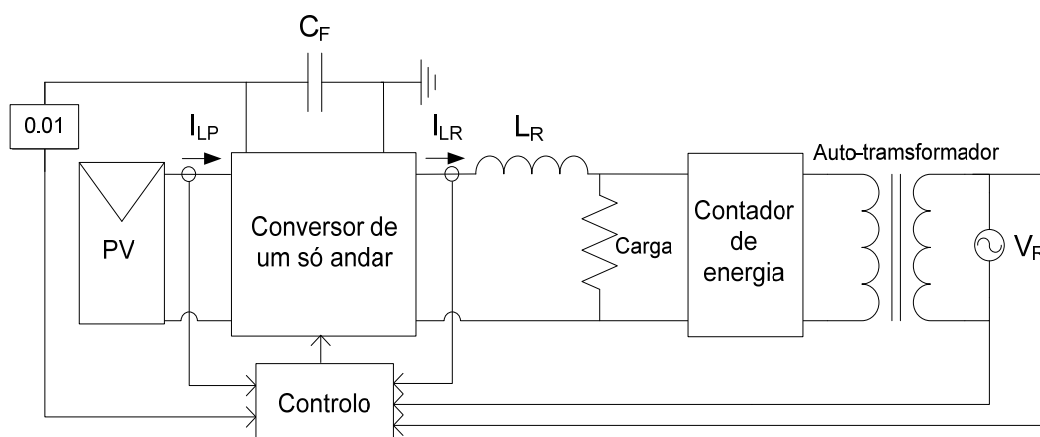 C_F
0.01
I_LP
I_LR
L_R
Auto-tramsformador
PV
Conversor de
um só andar
Carga
Contador
de
energia
V_R
Controlo